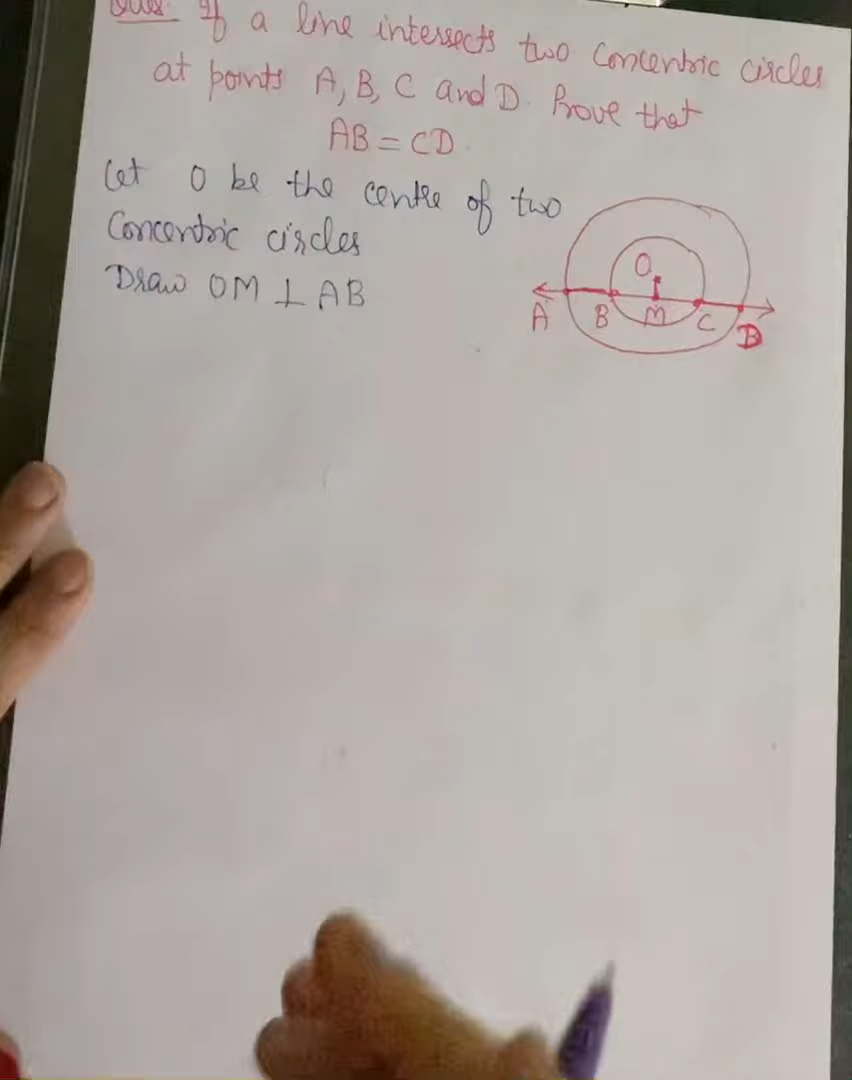 Ques. If a line intersects two concentric circles
at points A, B, C and D. Prove that
AB = CD.
Let O be the centre of two
Concentric circles
Draw OM ⊥ AB
O
A B M C D